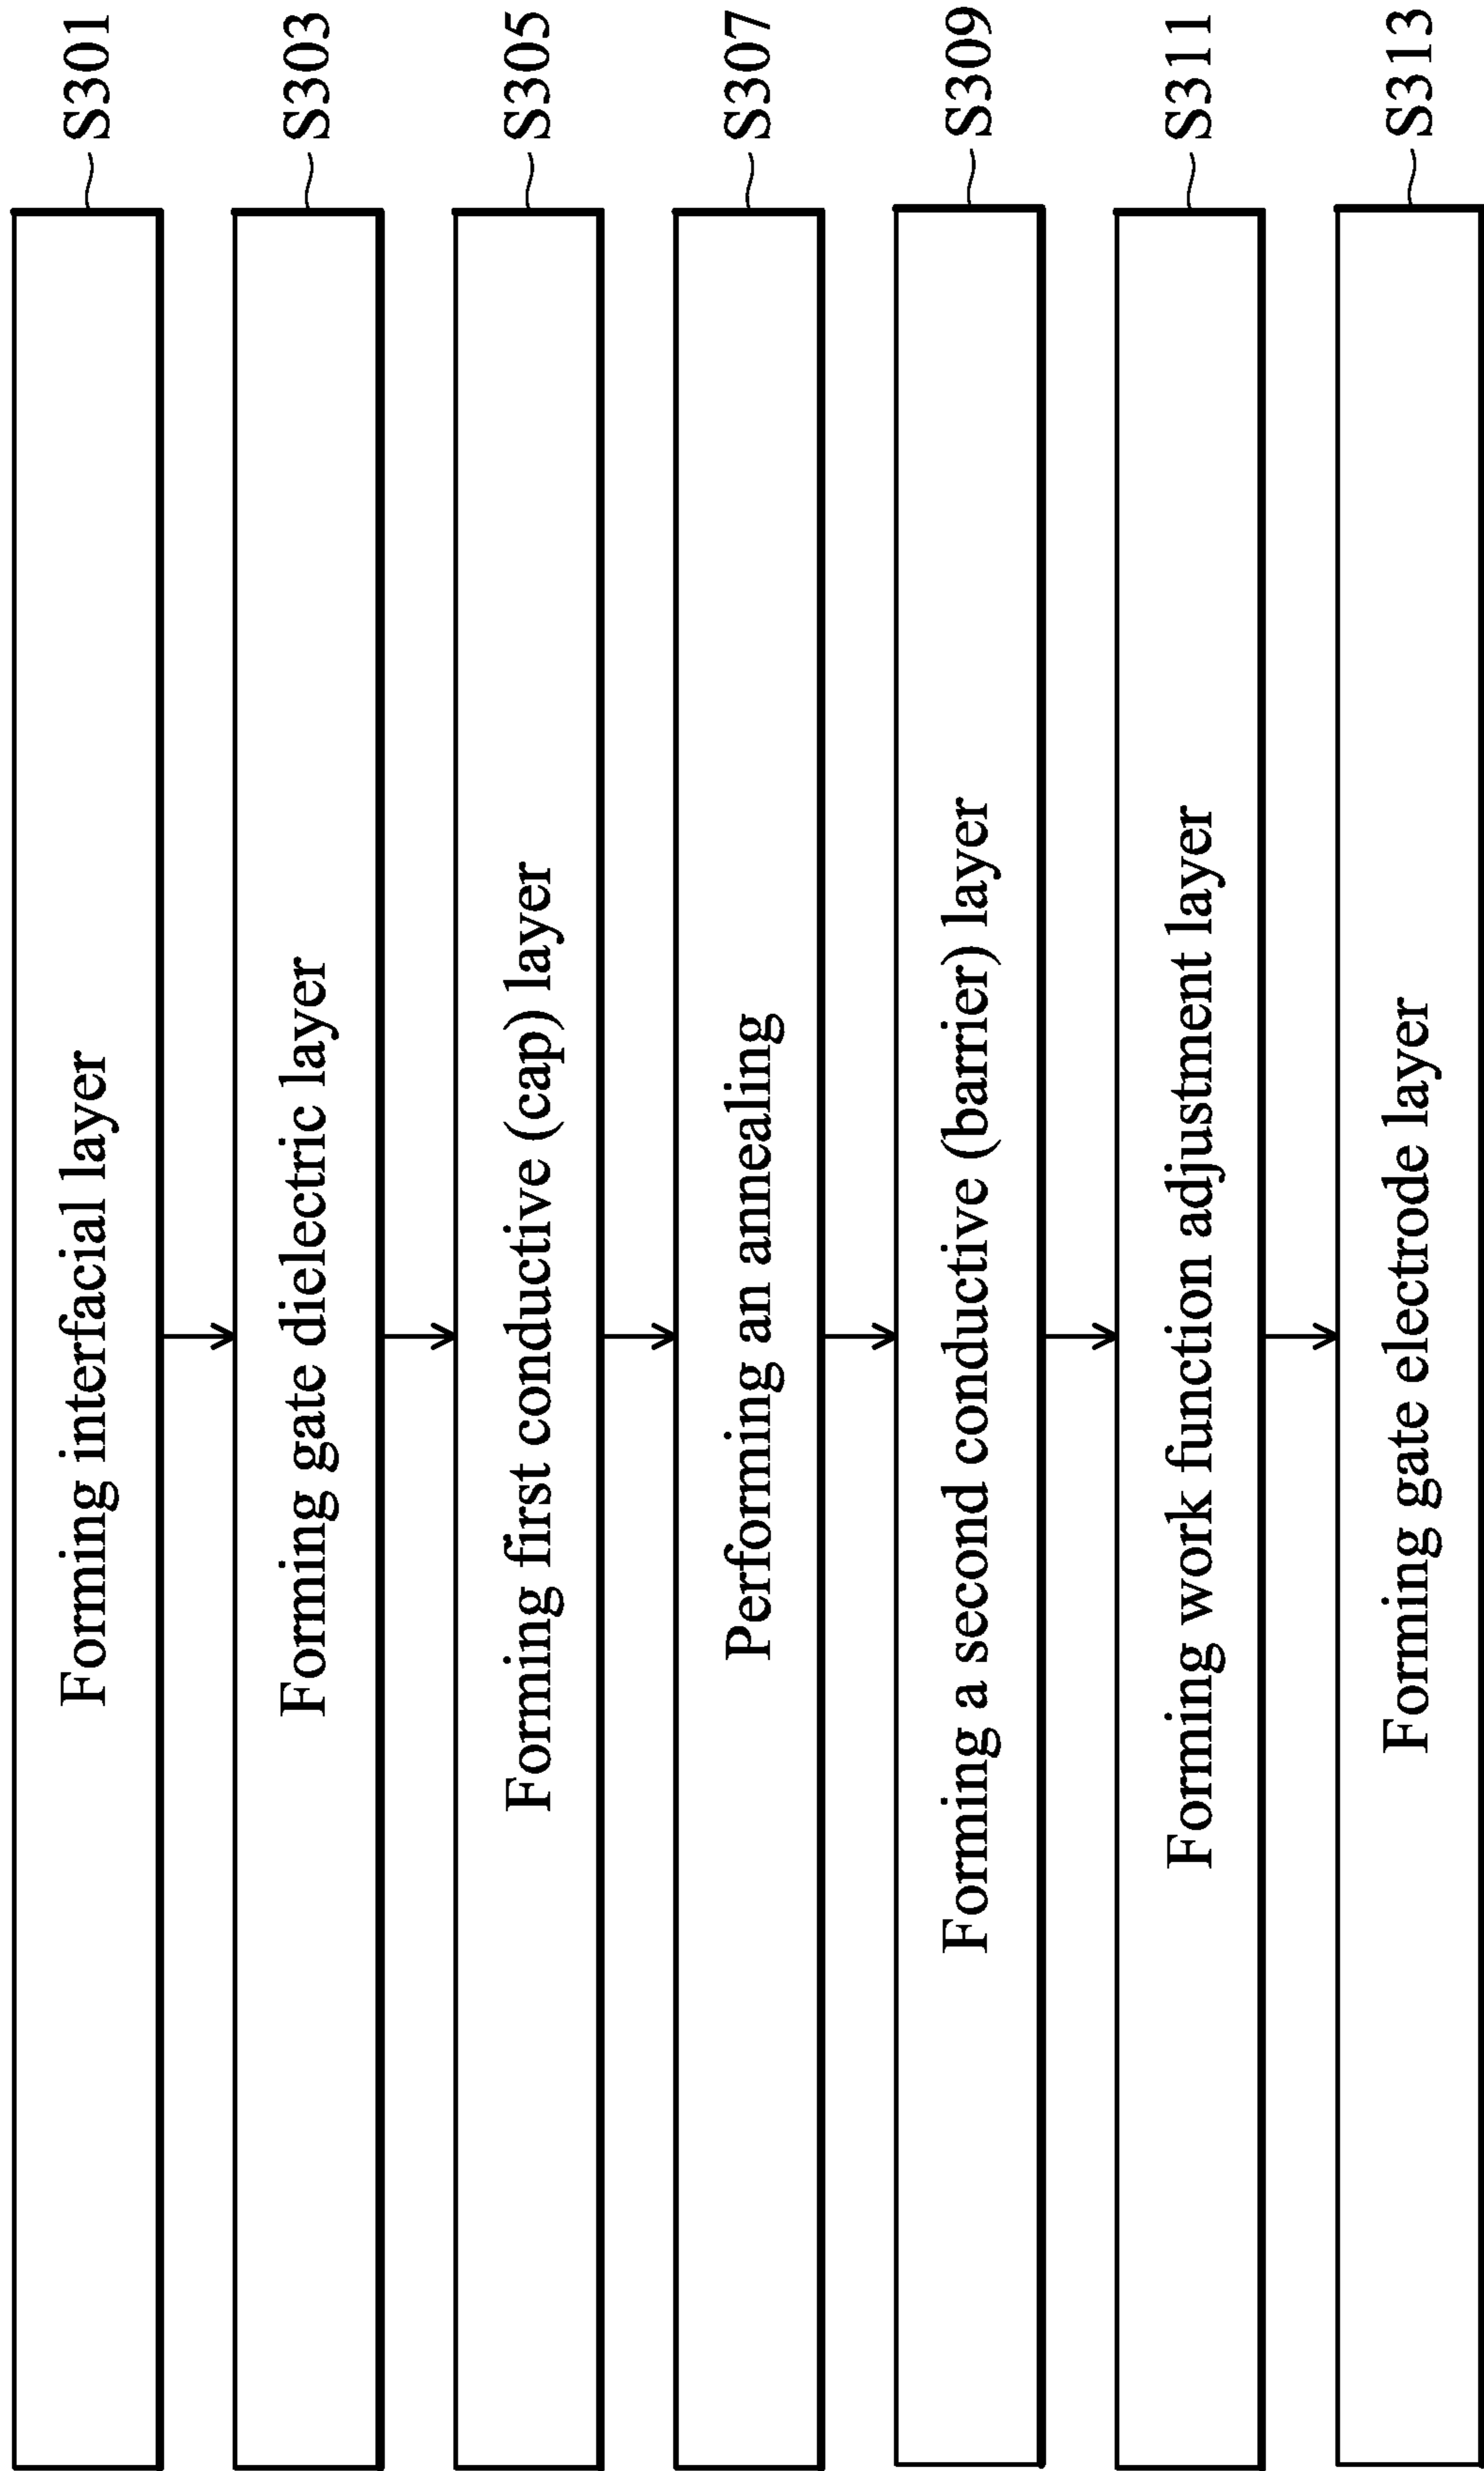 Forming interfacial layer
S301
Forming gate dielectric layer
S303
Forming first conductive (cap) layer
S305
Performing an annealing
S307
Forming a second conductive (barrier) layer
S309
Forming work function adjustment layer
S311
Forming gate electrode layer
S313